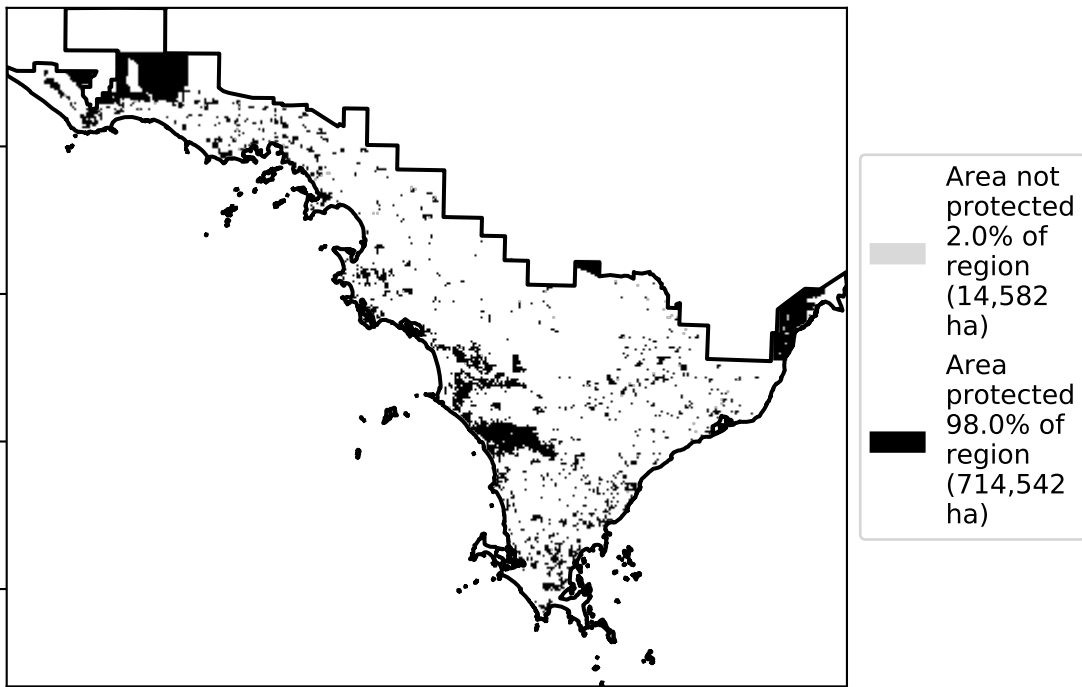 Area not
protected
2.0% of
region
(14,582
ha)
Area
protected
98.0% of
region
(714,542
ha)